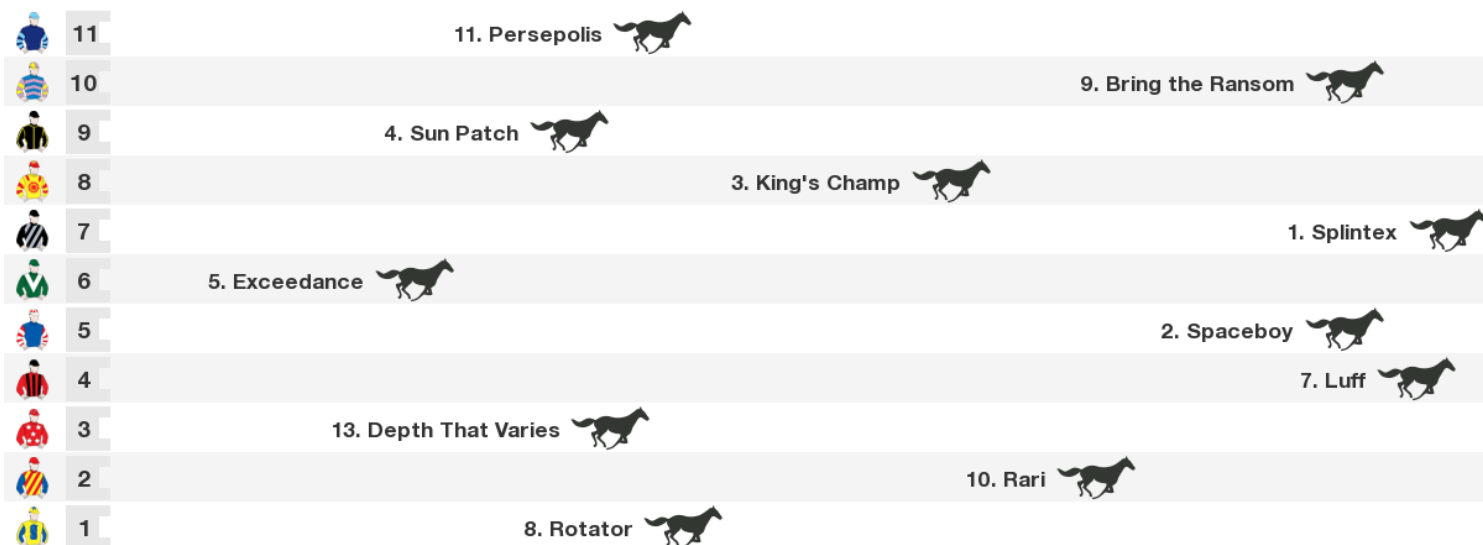 11 11. Persepolis
10 9. Bring the Ransom
9 4. Sun Patch
8 3. King's Champ
7 1. Splintex
6 5. Exceedance
5 2. Spaceboy
4 7. Luff
3 13. Depth That Varies
2 10. Rari
1 8. Rotator